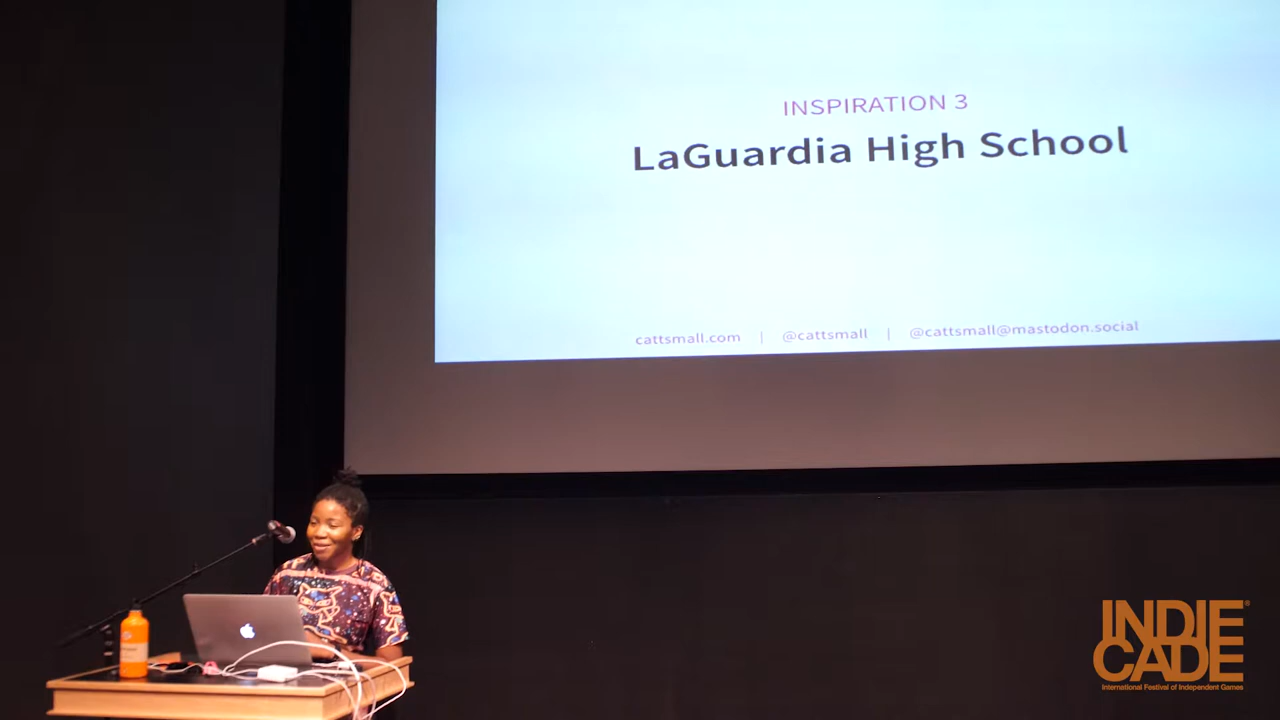 INSPIRATION 3
LaGuardia High School
cattsmall.com | @cattsmall | @cattsmall@mastodon.social
INDIE
CADE
International Festival of Independent Games